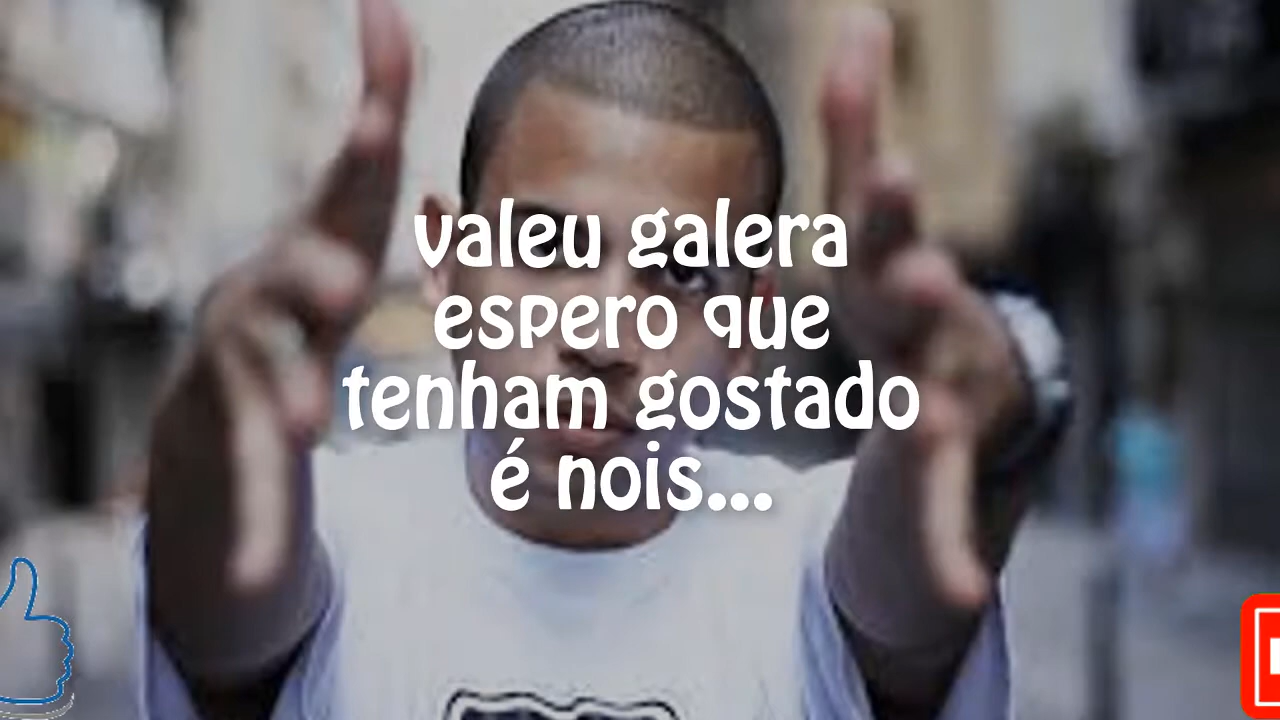 valeu galera
espero que
tenham gostado
é nois...